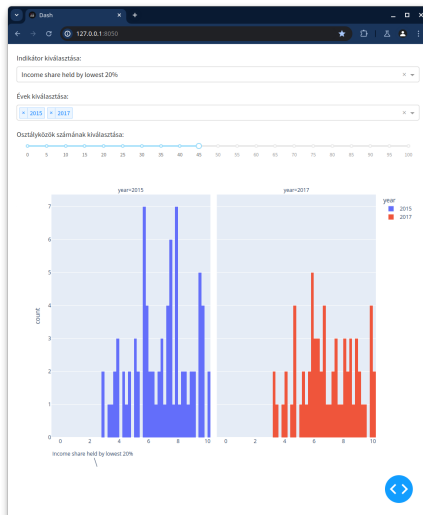 Dash
127.0.0.1:8050
Indikátor kiválasztása:
Income share held by lowest 20%
Évek kiválasztása:
× 2015 × 2017
Osztályközök számának kiválasztása:
0 5 10 15 20 25 30 35 40 45 50 55 60 65 70 75 80 85 90 95 100
year=2015 year=2017
year
2015
2017
count
7
6
5
4
3
2
1
0
0 2 4 6 8 10 0 2 4 6 8 10
Income share held by lowest 20%